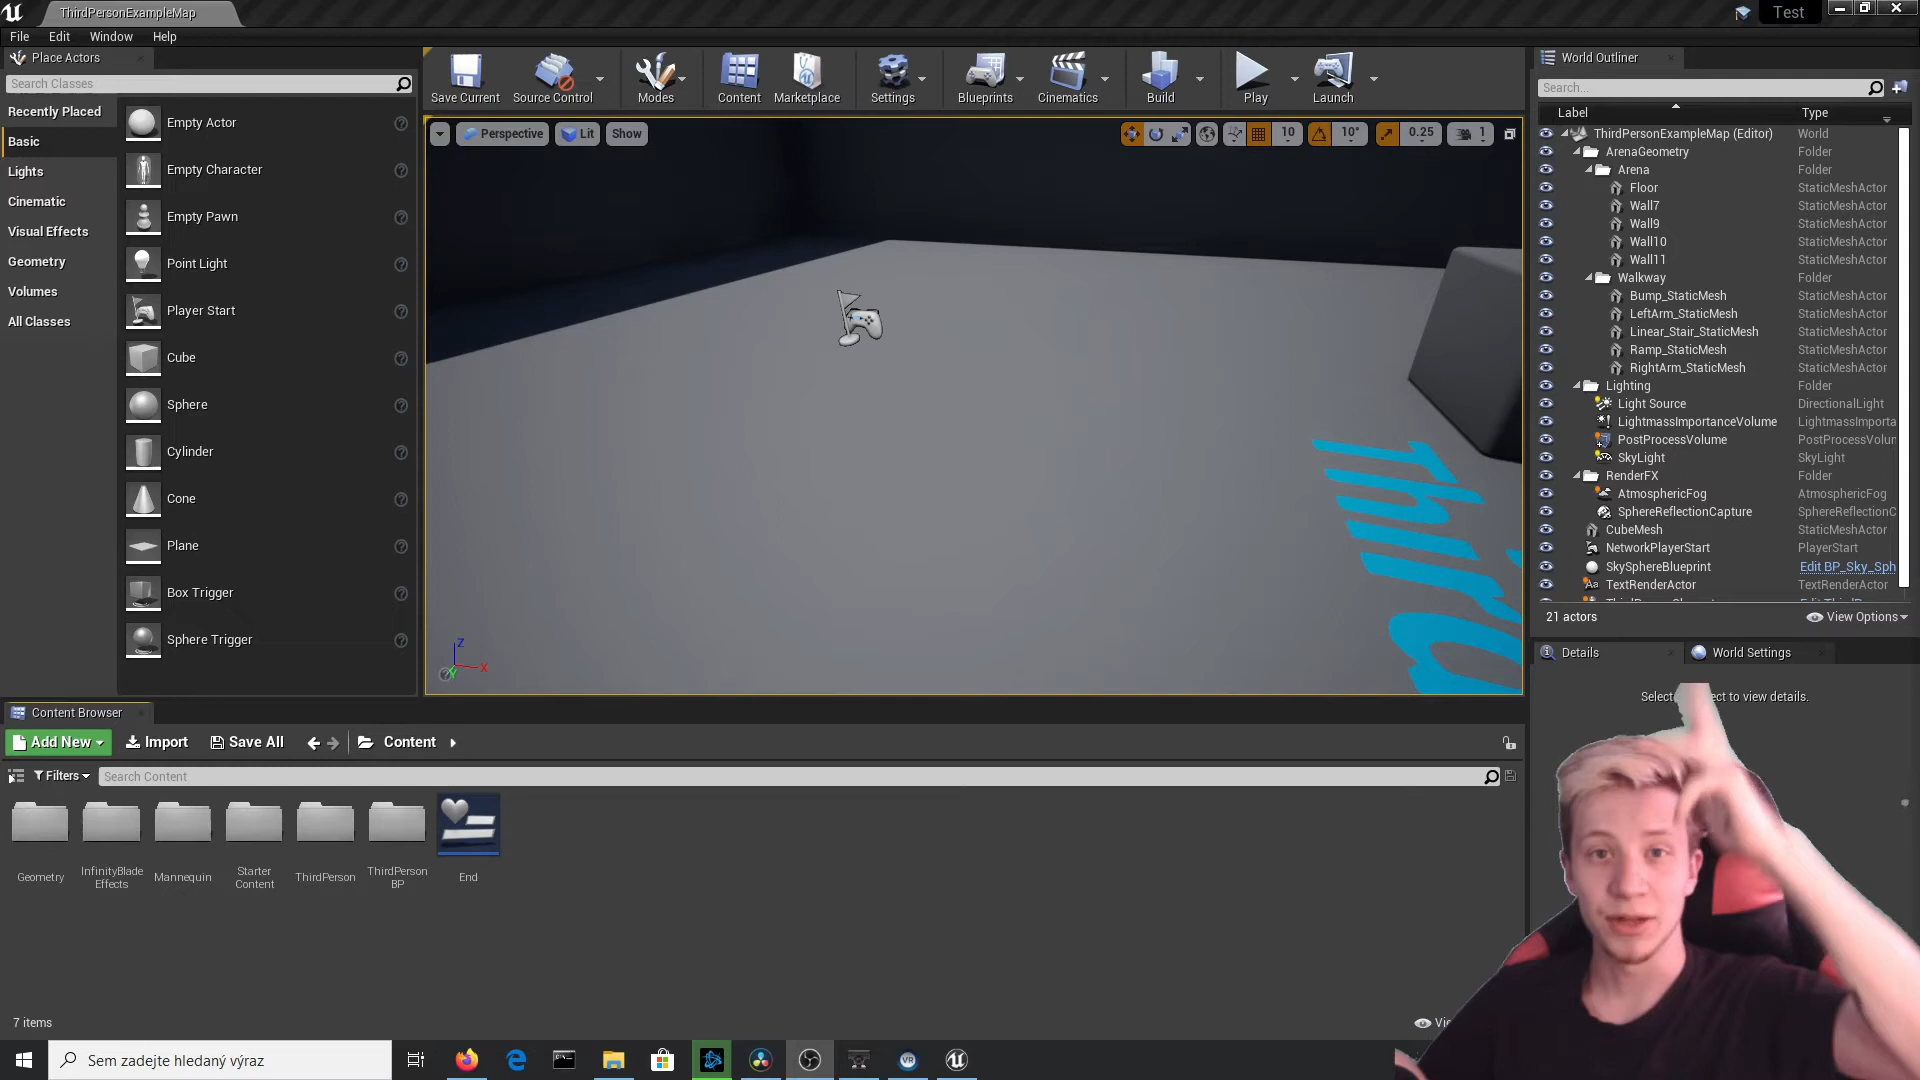 ThirdPersonExampleMap
Test
File Edit Window Help
Place Actors
Search Classes
Recently Placed
Basic
Lights
Cinematic
Visual Effects
Geometry
Volumes
All Classes
Empty Actor
Empty Character
Empty Pawn
Point Light
Player Start
Cube
Sphere
Cylinder
Cone
Plane
Box Trigger
Sphere Trigger
Save Current Source Control Modes Content Marketplace Settings Blueprints Cinematics Build Play Launch
Perspective Lit Show 10 10° 0.25 1
Third
Z
X
Y
World Outliner
Search...
Label Type
ThirdPersonExampleMap (Editor) World
ArenaGeometry Folder
Arena Folder
Floor StaticMeshActor
Wall7 StaticMeshActor
Wall9 StaticMeshActor
Wall10 StaticMeshActor
Wall11 StaticMeshActor
Walkway Folder
Bump_StaticMesh StaticMeshActor
LeftArm_StaticMesh StaticMeshActor
Linear_Stair_StaticMesh StaticMeshActor
Ramp_StaticMesh StaticMeshActor
RightArm_StaticMesh StaticMeshActor
Lighting Folder
Light Source DirectionalLight
LightmassImportanceVolume LightmassImporta
PostProcessVolume PostProcessVolun
SkyLight SkyLight
RenderFX Folder
AtmosphericFog AtmosphericFog
SphereReflectionCapture SphereReflectionC
CubeMesh StaticMeshActor
NetworkPlayerStart PlayerStart
SkySphereBlueprint Edit BP_Sky_Sph
TextRenderActor TextRenderActor
21 actors View Options
Details World Settings
Select ect to view details.
Content Browser
Add New Import Save All Content
Filters Search Content
Geometry
InfinityBlade Effects
Mannequin
Starter Content
ThirdPerson
ThirdPerson BP
End
7 items
Sem zadejte hledaný výraz